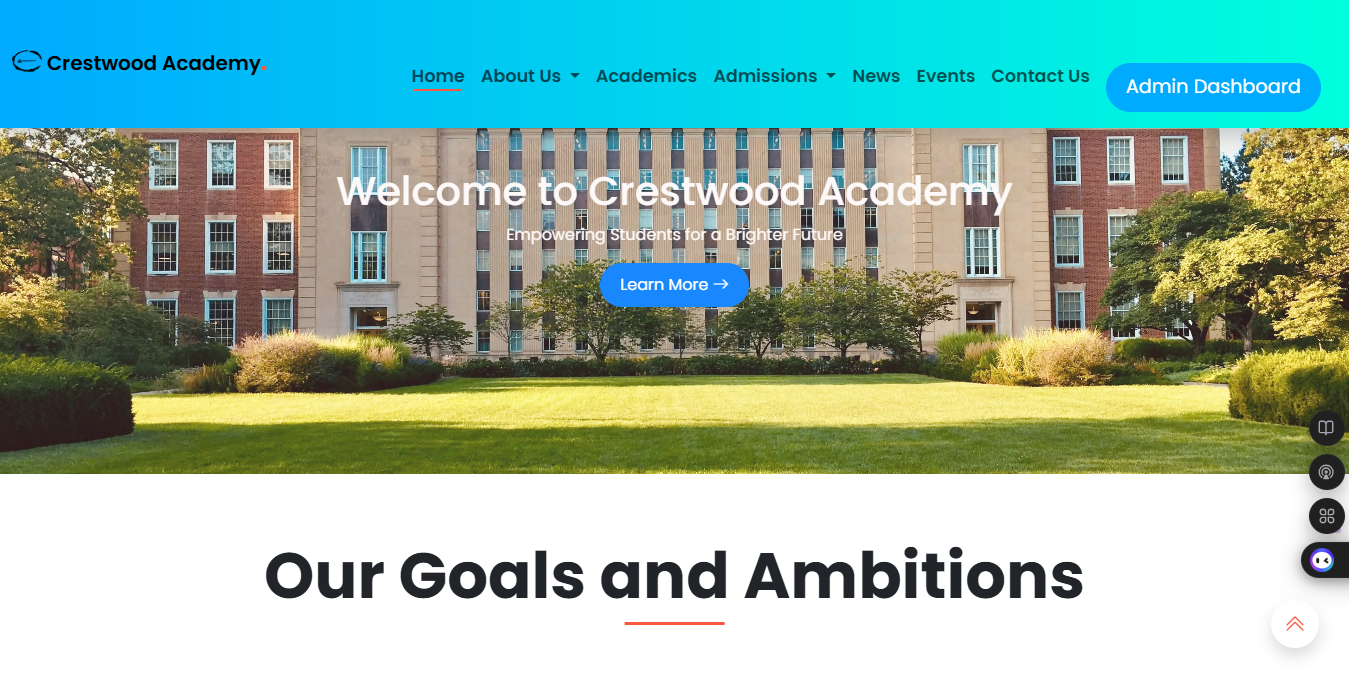 Crestwood Academy.
Home About Us Academics Admissions News Events Contact Us Admin Dashboard
Welcome to Crestwood Academy
Empowering Students for a Brighter Future
Learn More →
Our Goals and Ambitions